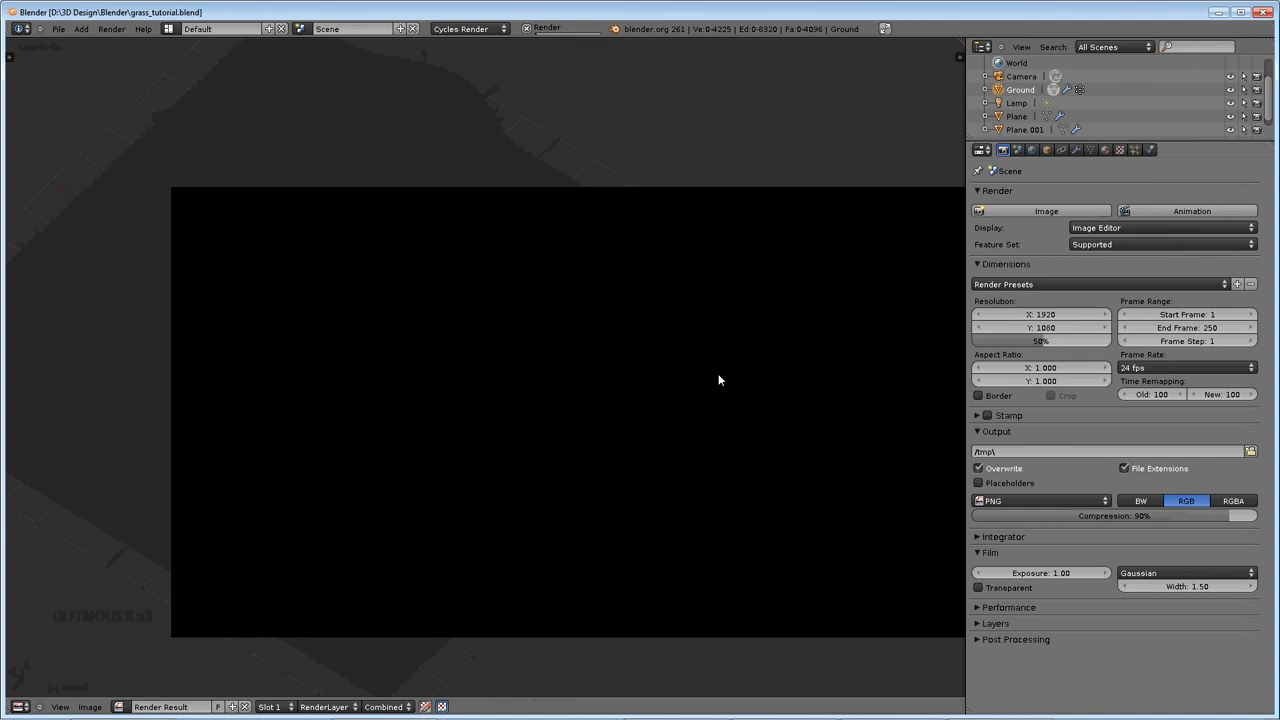 Blender [D:\3D Design\Blender\grass_tutorial.blend]
File Add Render Help Default Scene Cycles Render Render blender.org 261 | Ve:0-4225 | Ed:0-8320 | Fa:0-4096 | Ground
View Search All Scenes
World
Camera
Ground
Lamp
Plane
Plane.001
Scene
Render
Image Animation
Display: Image Editor
Feature Set: Supported
Dimensions
Render Presets
Resolution: Frame Range:
X: 1920 Start Frame: 1
Y: 1080 End Frame: 250
50% Frame Step: 1
Aspect Ratio: Frame Rate:
X: 1.000 24 fps
Y: 1.000 Time Remapping:
Border Crop Old: 100 New: 100
Stamp
Output
/tmp\
Overwrite File Extensions
Placeholders
PNG BW RGB RGBA
Compression: 90%
Integrator
Film
Exposure: 1.00 Gaussian
Transparent Width: 1.50
Performance
Layers
Post Processing
View Image Render Result F Slot 1 RenderLayer Combined